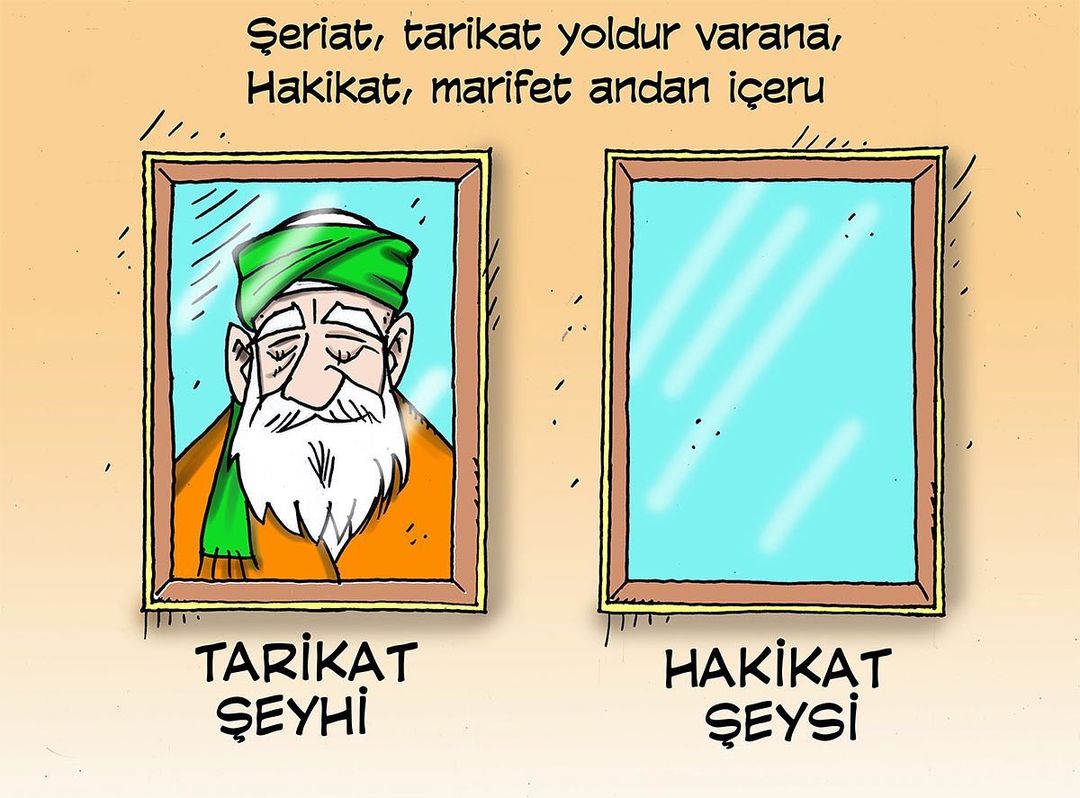 Şeriat, tarikat yoldur varana,
Hakikat, marifet andan içeru
TARİKAT
ŞEYHİ
HAKİKAT
ŞEYSİ